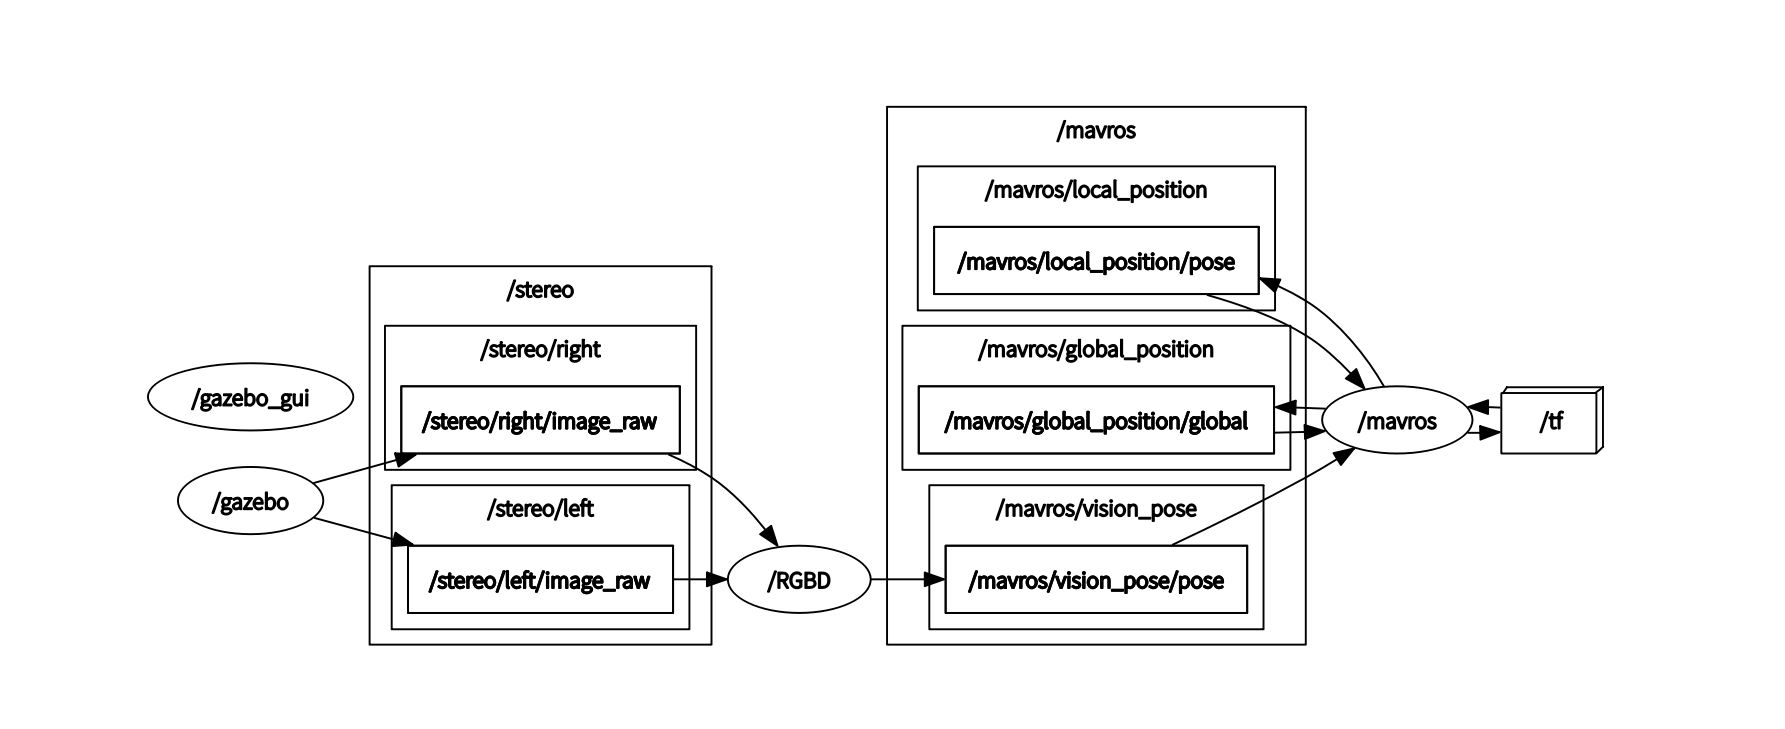 /mavros
/mavros/local_position
/mavros/local_position/pose
/stereo
/stereo/right
/mavros/global_position
/gazebo_gui
/stereo/right/image_raw
/mavros/global_position/global
/mavros
/tf
/gazebo
/stereo/left
/mavros/vision_pose
/stereo/left/image_raw
/RGBD
/mavros/vision_pose/pose